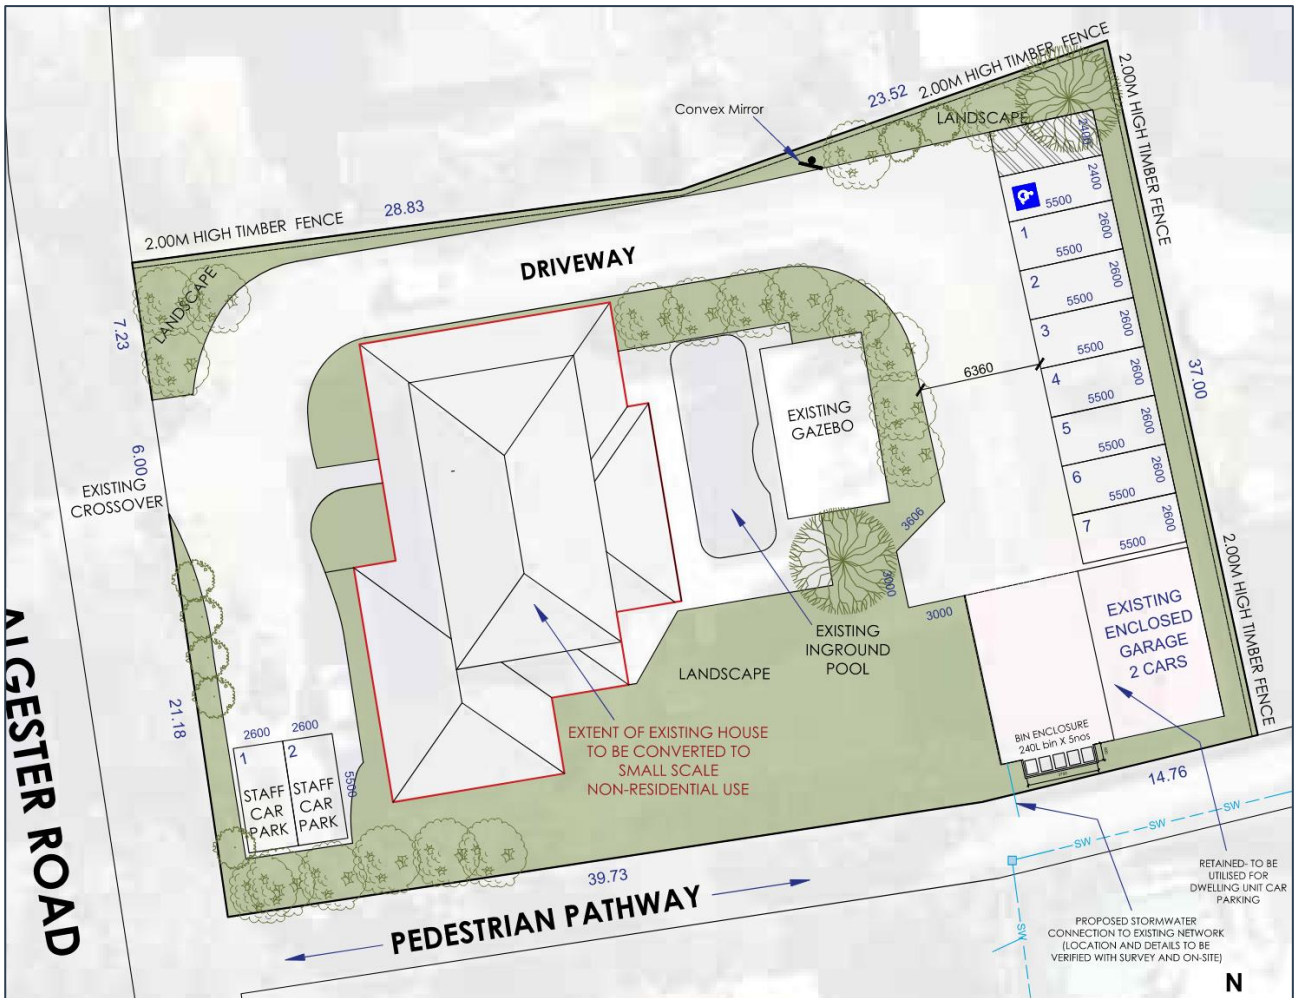 2.00M HIGH TIMBER FENCE
23.52
2.00M HIGH TIMBER FENCE
Convex Mirror
LANDSCAPE
2400
2400
5500
2.00M HIGH TIMBER FENCE
28.83
DRIVEWAY
LANDSCAPE
7.23
1
5500
2600
2
5500
2600
3
5500
2600
6360
4
5500
2600
37.00
5
5500
2600
6
5500
2600
7
5500
2600
EXISTING
GAZEBO
6.00
EXISTING
CROSSOVER
3606
3000
3000
2.00M HIGH TIMBER FENCE
EXISTING
ENCLOSED
GARAGE
2 CARS
EXISTING
INGROUND
POOL
LANDSCAPE
ALGESTER ROAD
21.18
2600
2600
1
2
5500
STAFF
CAR
PARK
STAFF
CAR
PARK
EXTENT OF EXISTING HOUSE
TO BE CONVERTED TO
SMALL SCALE
NON-RESIDENTIAL USE
BIN ENCLOSURE
240L bin X 5nos
14.76
SW
SW
SW
SW
39.73
PEDESTRIAN PATHWAY
RETAINED- TO BE
UTILISED FOR
DWELLING UNIT CAR
PARKING
PROPOSED STORMWATER
CONNECTION TO EXISTING NETWORK
(LOCATION AND DETAILS TO BE
VERIFIED WITH SURVEY AND ON-SITE)
N